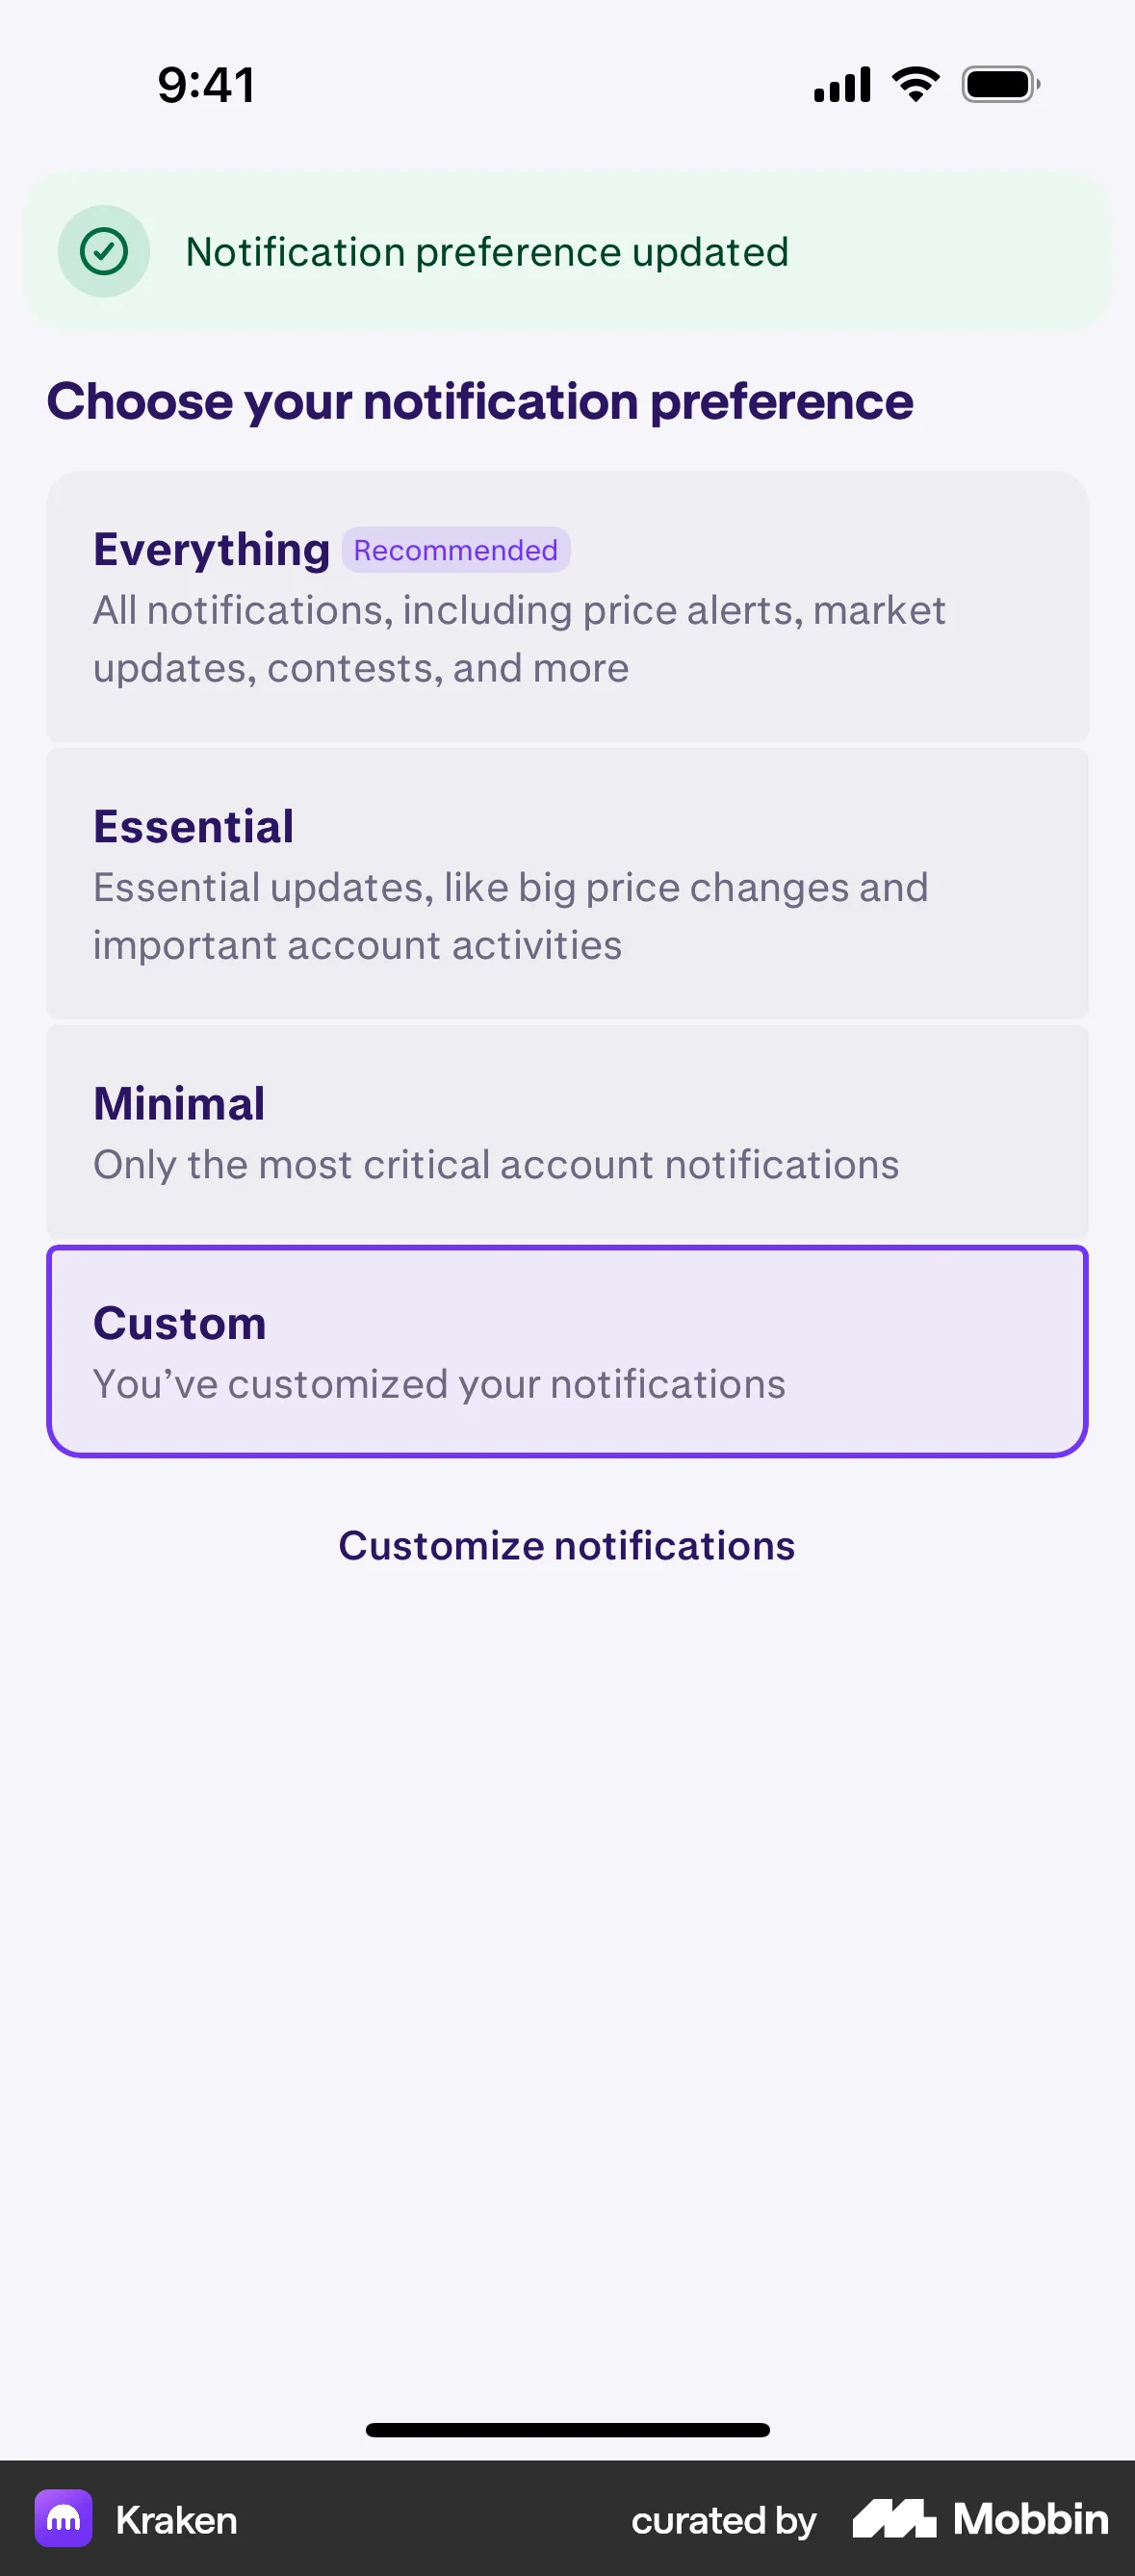 9:41
Notification preference updated
Choose your notification preference
Everything Recommended
All notifications, including price alerts, market
updates, contests, and more
Essential
Essential updates, like big price changes and
important account activities
Minimal
Only the most critical account notifications
Custom
You’ve customized your notifications
Customize notifications
Kraken curated by Mobbin